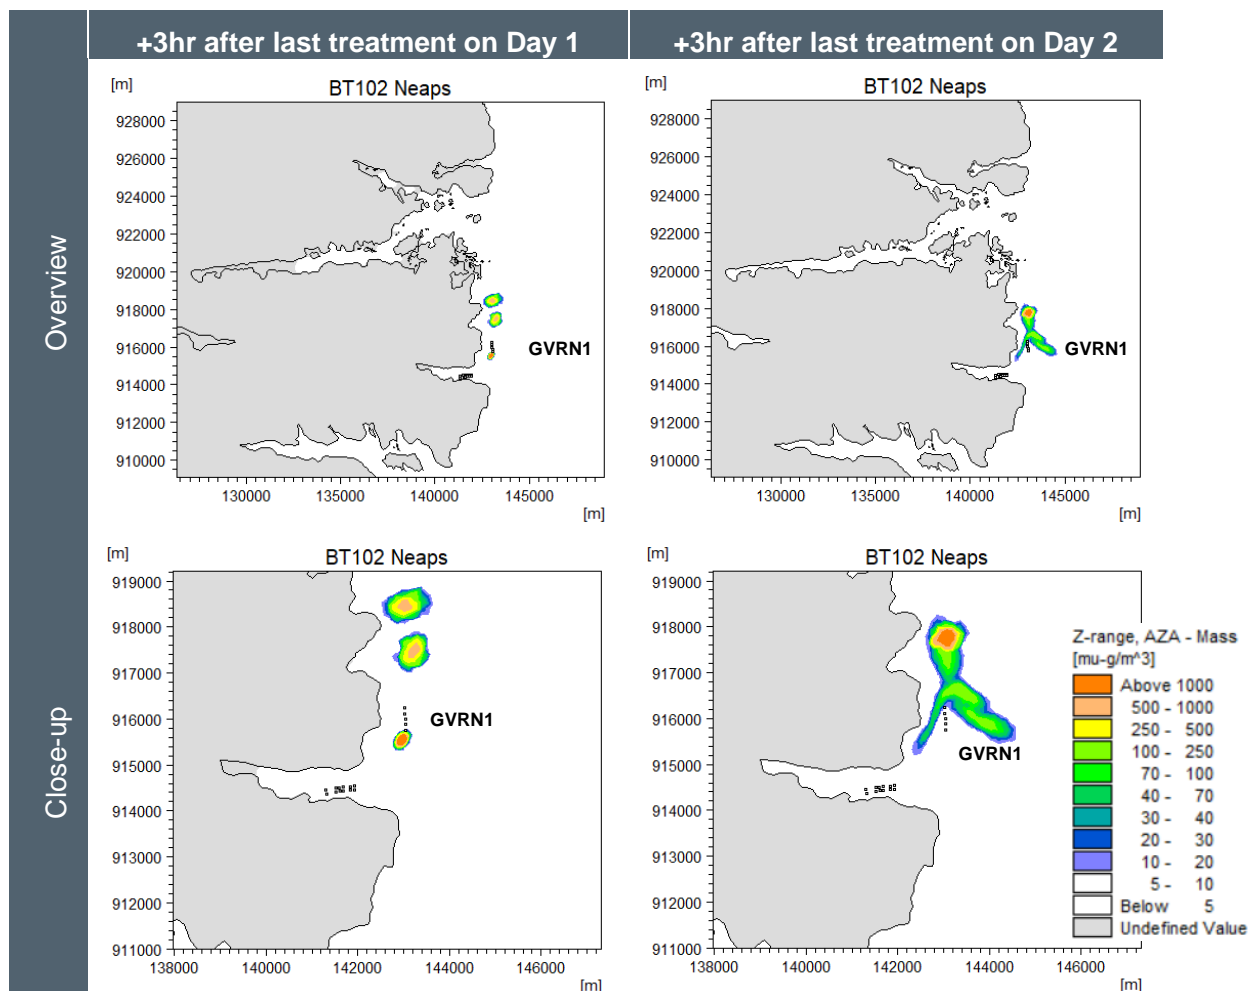 +3hr after last treatment on Day 1
+3hr after last treatment on Day 2
Overview
[m]
BT102 Neaps
928000
926000
924000
922000
920000
918000
916000
914000
912000
910000
GVRN1
130000 135000 140000 145000
[m]
[m]
BT102 Neaps
928000
926000
924000
922000
920000
918000
916000
914000
912000
910000
GVRN1
130000 135000 140000 145000
[m]
Close-up
[m]
BT102 Neaps
919000
918000
917000
916000
915000
914000
913000
912000
911000
GVRN1
138000 140000 142000 144000 146000
[m]
[m]
BT102 Neaps
919000
918000
917000
916000
915000
914000
913000
912000
911000
GVRN1
138000 140000 142000 144000 146000
[m]
Z-range, AZA - Mass
[mu-g/m^3]
Above 1000
500 - 1000
250 - 500
100 - 250
70 - 100
40 - 70
30 - 40
20 - 30
10 - 20
5 - 10
Below 5
Undefined Value